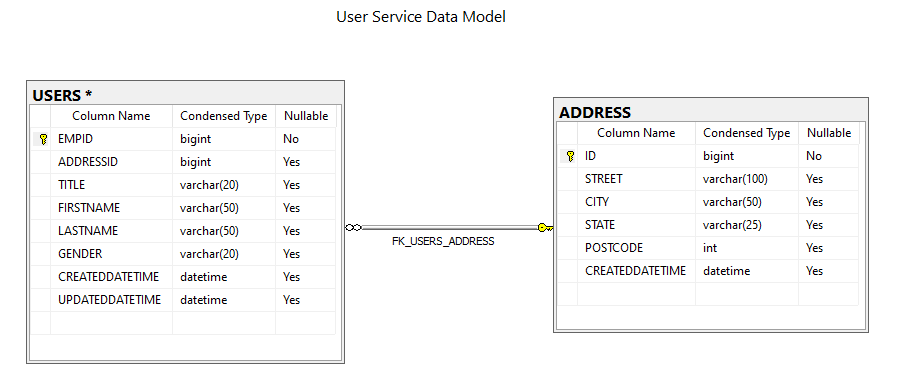 User Service Data Model
USERS *
Column Name Condensed Type Nullable
EMPID bigint No
ADDRESSID bigint Yes
TITLE varchar(20) Yes
FIRSTNAME varchar(50) Yes
LASTNAME varchar(50) Yes
GENDER varchar(20) Yes
CREATEDDATETIME datetime Yes
UPDATEDDATETIME datetime Yes
FK_USERS_ADDRESS
ADDRESS
Column Name Condensed Type Nullable
ID bigint No
STREET varchar(100) Yes
CITY varchar(50) Yes
STATE varchar(25) Yes
POSTCODE int Yes
CREATEDDATETIME datetime Yes